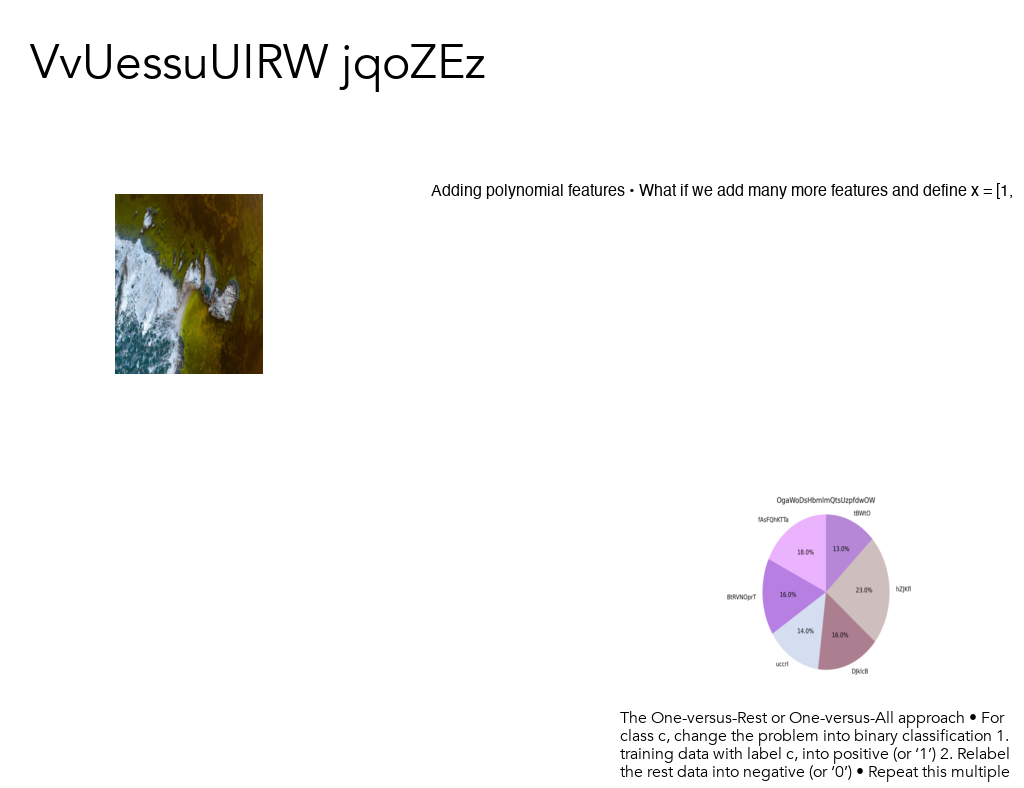 VvUessuUIRW jqoZEz
Adding polynomial features • What if we add many more features and define x = [1,
OgaWoDsHbmImQtsUzpfdwOW
tBWtO
fAsFQhKTTa
13.0%
18.0%
hZJKfl
23.0%
BtRVNOprT
16.0%
14.0%
16.0%
uccrl
DjkIcB
The One-versus-Rest or One-versus-All approach • For
class c, change the problem into binary classification 1.
training data with label c, into positive (or ‘1’) 2. Relabel
the rest data into negative (or ‘0’) • Repeat this multiple